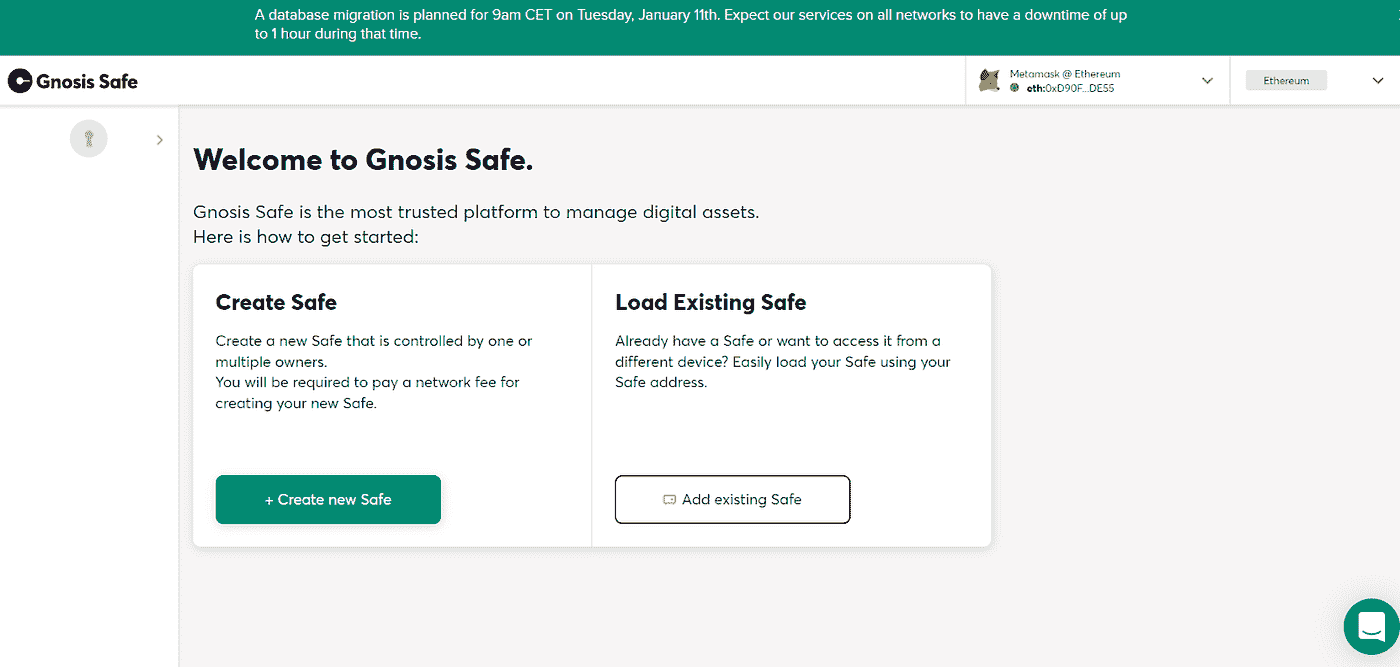 A database migration is planned for 9am CET on Tuesday, January 11th. Expect our services on all networks to have a downtime of up
to 1 hour during that time.
Gnosis Safe
Metamask @ Ethereum
eth:0xD90F...DE55
Ethereum
Welcome to Gnosis Safe.
Gnosis Safe is the most trusted platform to manage digital assets.
Here is how to get started:
Create Safe
Create a new Safe that is controlled by one or
multiple owners.
You will be required to pay a network fee for
creating your new Safe.
+ Create new Safe
Load Existing Safe
Already have a Safe or want to access it from a
different device? Easily load your Safe using your
Safe address.
Add existing Safe